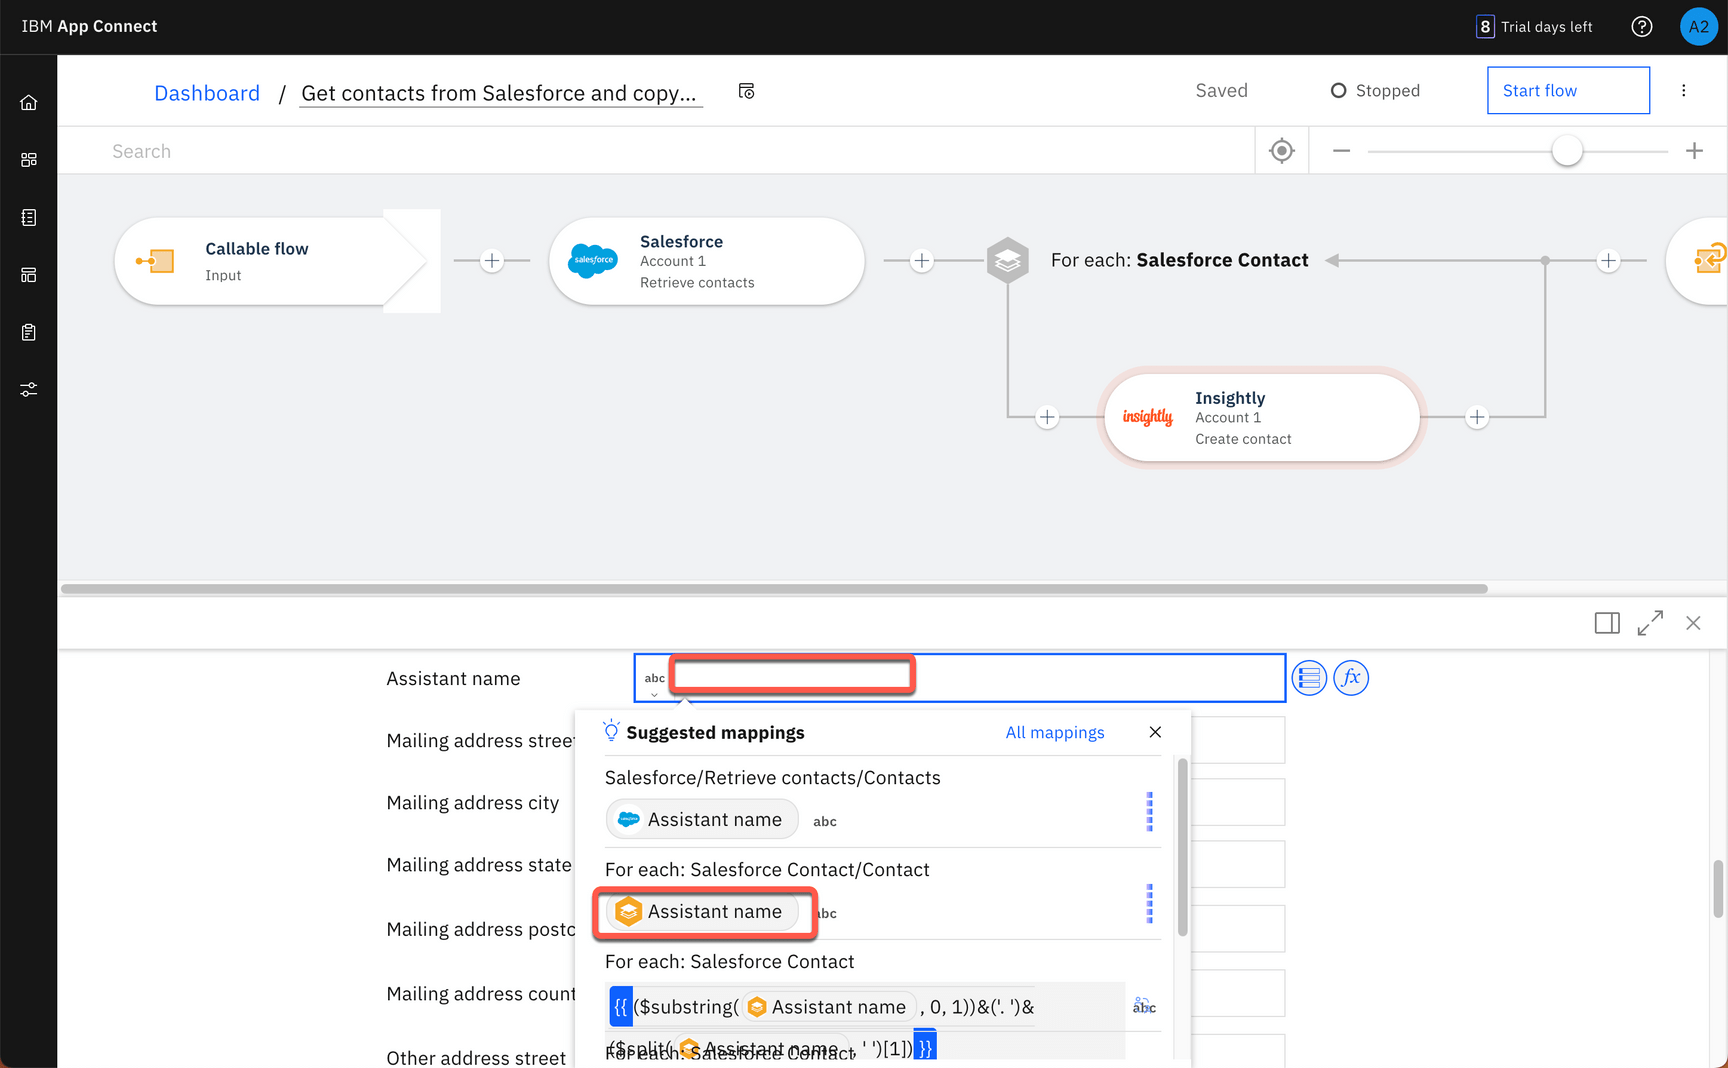 IBM App Connect
8 Trial days left
A2
Dashboard / Get contacts from Salesforce and copy...
Saved
Stopped
Start flow
Search
Callable flow
Input
salesforce
Salesforce
Account 1
Retrieve contacts
For each: Salesforce Contact
insightly
Insightly
Account 1
Create contact
Assistant name
abc
fx
Suggested mappings
All mappings
Mailing address street
Salesforce/Retrieve contacts/Contacts
Mailing address city
Assistant name abc
Mailing address state
For each: Salesforce Contact/Contact
Assistant name abc
Mailing address postc
For each: Salesforce Contact
Mailing address count
{{ ($substring( Assistant name , 0, 1))&('. ')&
abc
($split( Assistant name , ' ')[1]) }}
For each: Salesforce Contact
Other address street